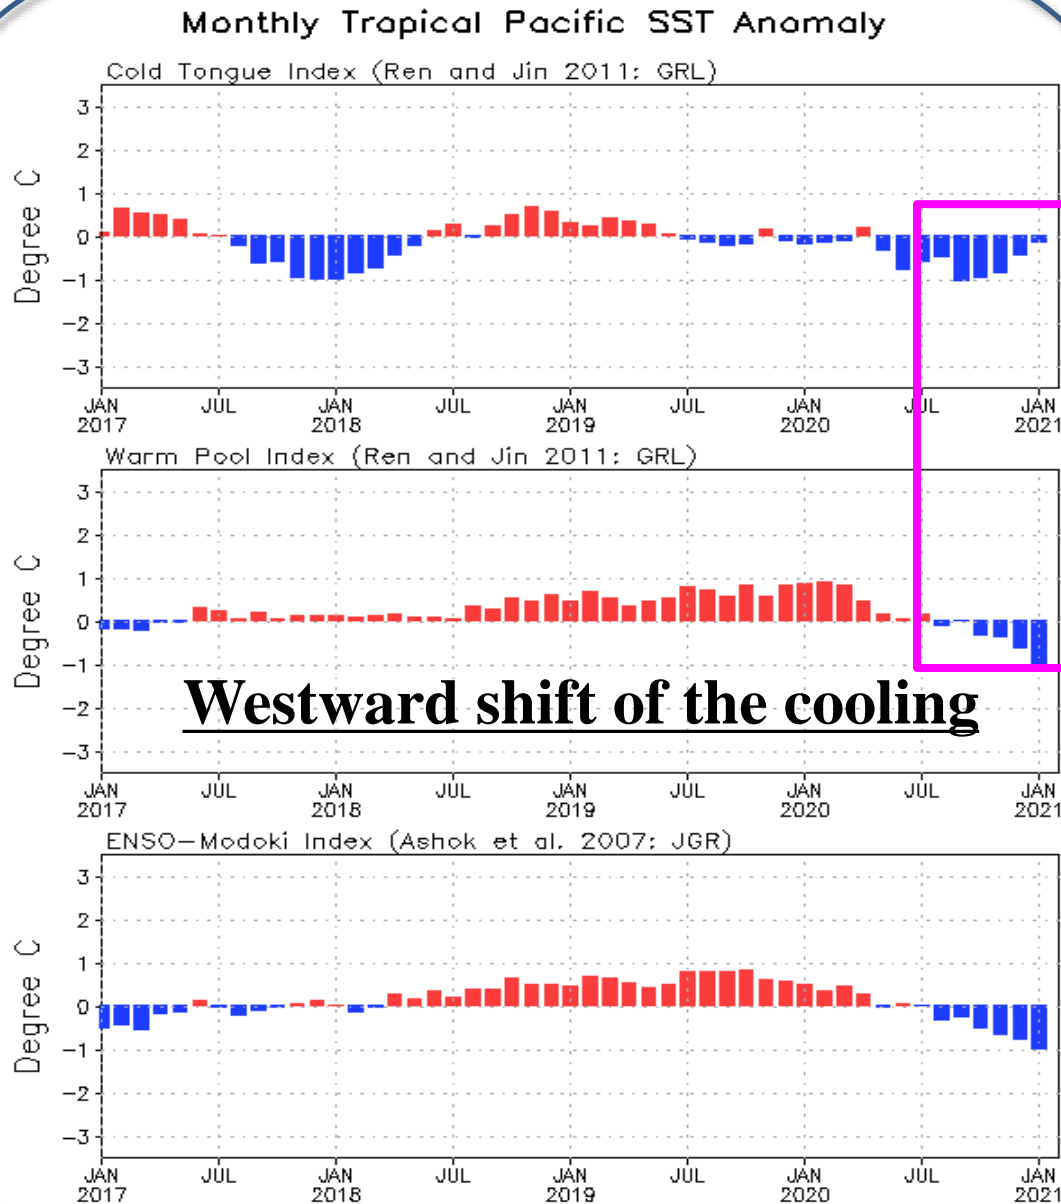 Monthly Tropical Pacific SST Anomaly
Cold Tongue Index (Ren and Jin 2011: GRL)
Degree C
3
2
1
0
−1
−2
−3
JAN JUL JAN JUL JAN JUL JAN JUL JAN
2017 2018 2019 2020 2021
Warm Pool Index (Ren and Jin 2011: GRL)
Degree C
3
2
1
0
−1
−2
−3
Westward shift of the cooling
JAN JUL JAN JUL JAN JUL JAN JUL JAN
2017 2018 2019 2020 2021
ENSO−Modoki Index (Ashok et al. 2007: JGR)
Degree C
3
2
1
0
−1
−2
−3
JAN JUL JAN JUL JAN JUL JAN JUL JAN
2017 2018 2019 2020 2021